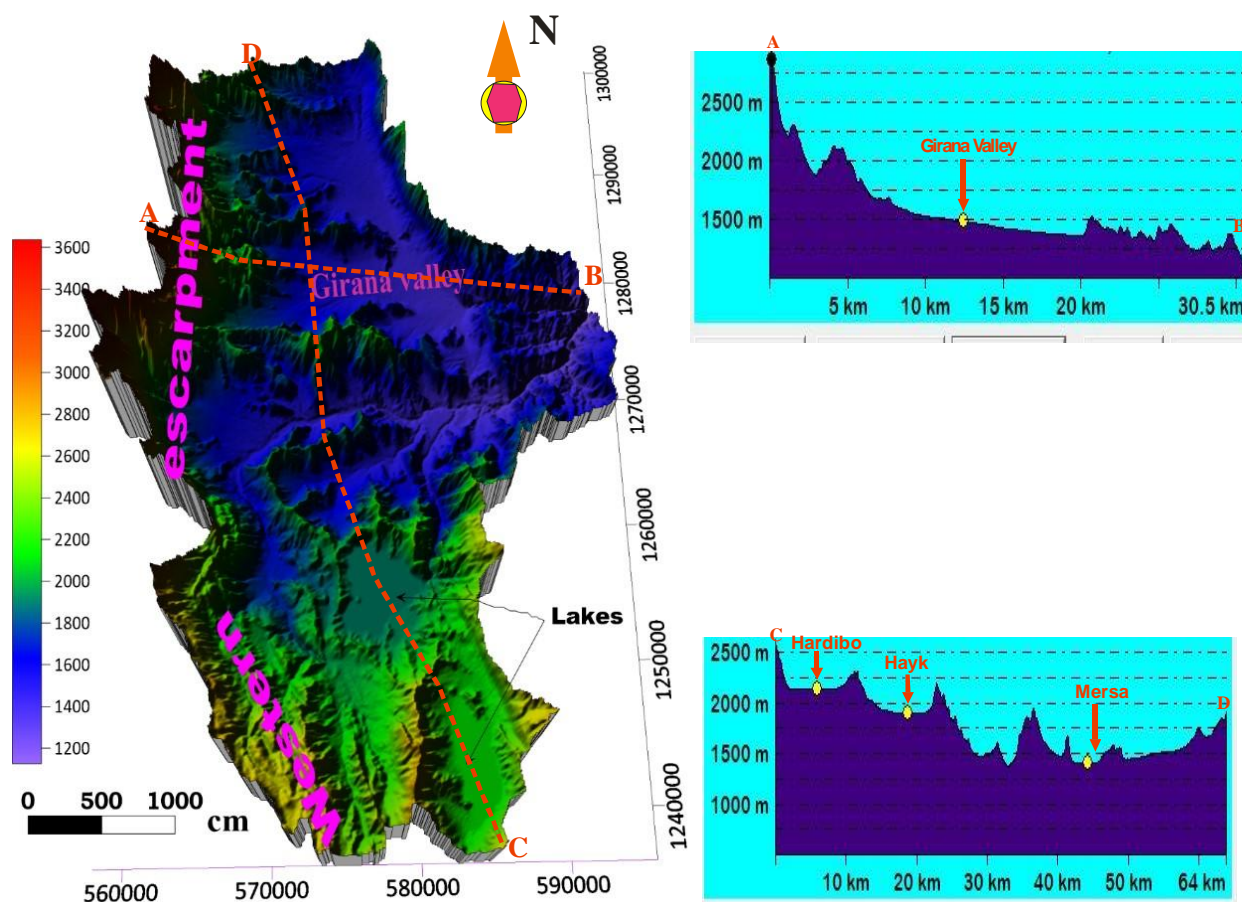 N
D
A
B
C
escarpment
Western
Girana valley
Lakes
3600
3400
3200
3000
2800
2600
2400
2200
2000
1800
1600
1400
1200
0 500 1000
cm
560000 570000 580000 590000
1300000
1290000
1280000
1270000
1260000
1250000
1240000
A
2500 m
2000 m
1500 m
Girana Valley
B
5 km 10 km 15 km 20 km 30.5 km
C
Hardibo
Hayk
Mersa
D
2500 m
2000 m
1500 m
1000 m
10 km 20 km 30 km 40 km 50 km 64 km